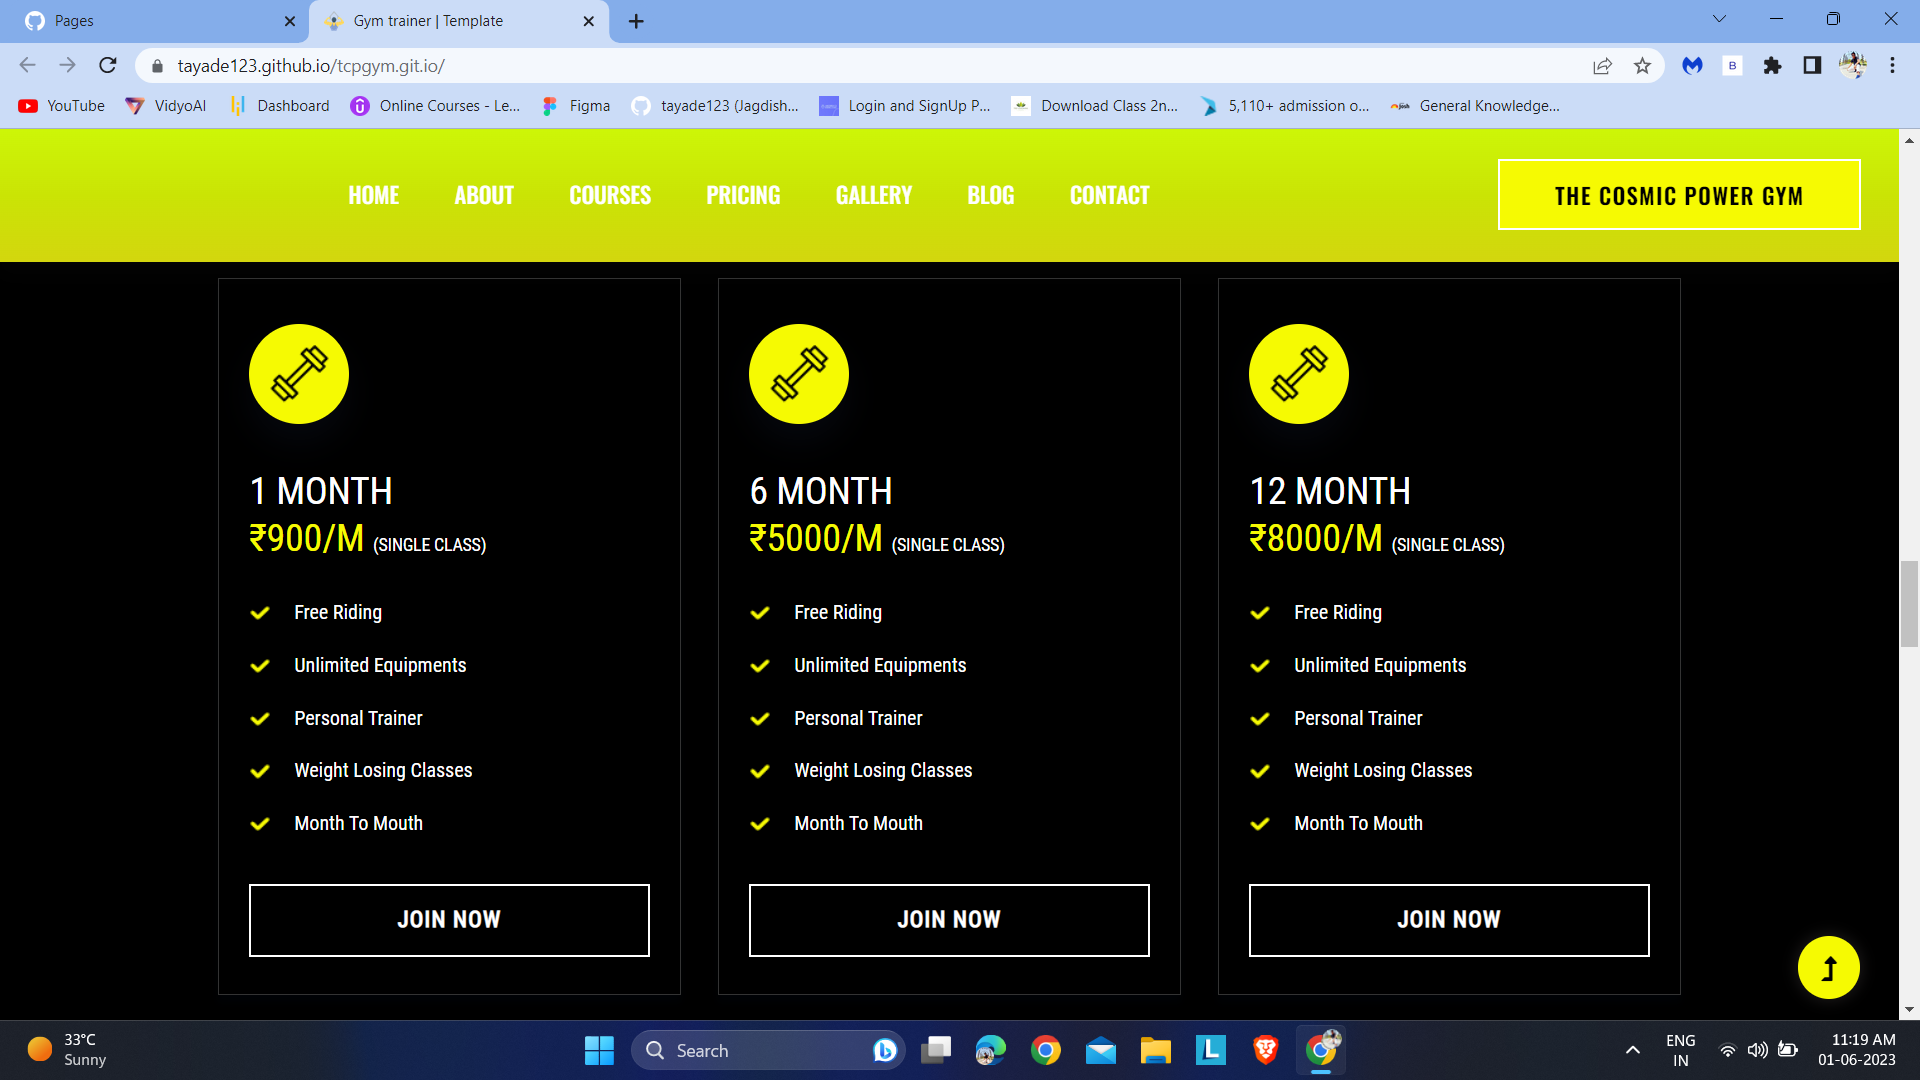 Pages
Gym trainer | Template
tayade123.github.io/tcpgym.git.io/
B
YouTube
VidyoAI
Dashboard
Online Courses - Le...
Figma
tayade123 (Jagdish...
Login and SignUp P...
Download Class 2n...
5,110+ admission o...
General Knowledge...
HOME
ABOUT
COURSES
PRICING
GALLERY
BLOG
CONTACT
THE COSMIC POWER GYM
1 MONTH
₹900/M (SINGLE CLASS)
Free Riding
Unlimited Equipments
Personal Trainer
Weight Losing Classes
Month To Mouth
JOIN NOW
6 MONTH
₹5000/M (SINGLE CLASS)
Free Riding
Unlimited Equipments
Personal Trainer
Weight Losing Classes
Month To Mouth
JOIN NOW
12 MONTH
₹8000/M (SINGLE CLASS)
Free Riding
Unlimited Equipments
Personal Trainer
Weight Losing Classes
Month To Mouth
JOIN NOW
33°C
Sunny
Search
L
ENG
IN
11:19 AM
01-06-2023